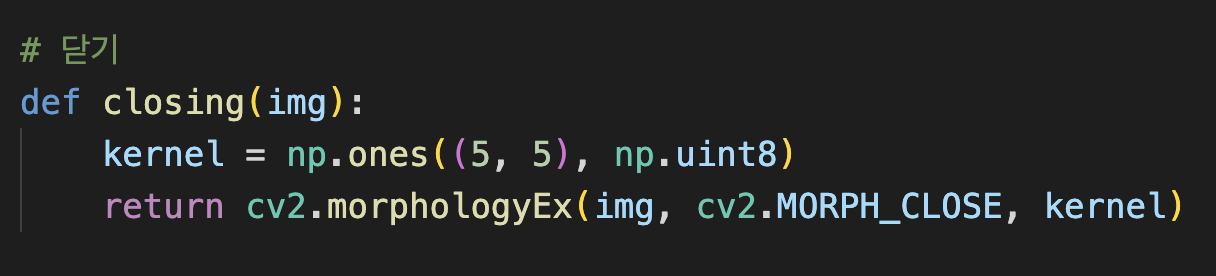 # 닫기
def closing(img):
    kernel = np.ones((5, 5), np.uint8)
    return cv2.morphologyEx(img, cv2.MORPH_CLOSE, kernel)